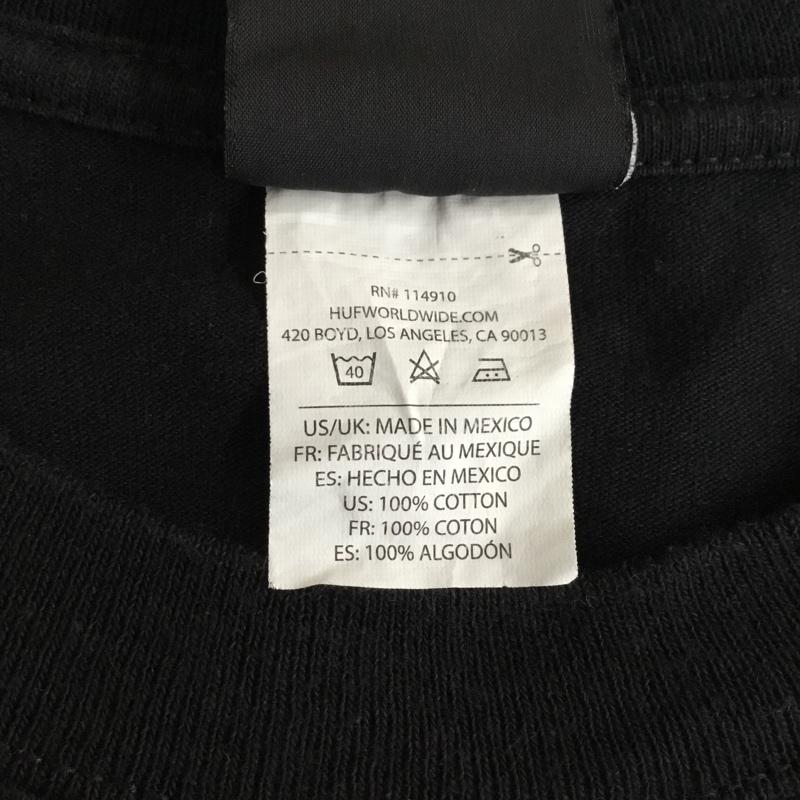 RN# 114910
HUFWORLDWIDE.COM
420 BOYD, LOS ANGELES, CA 90013
40
US/UK: MADE IN MEXICO
FR: FABRIQUÉ AU MEXIQUE
ES: HECHO EN MEXICO
US: 100% COTTON
FR: 100% COTON
ES: 100% ALGODÓN